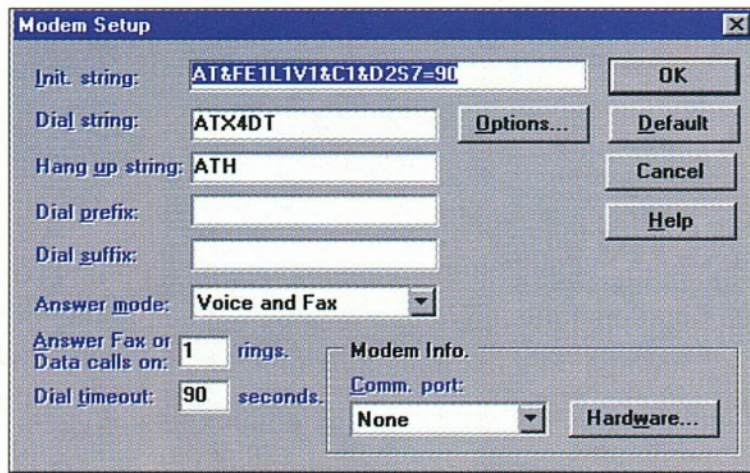 Modem Setup
Init. string: AT&FE1L1V1&C1&D2S7=90 OK
Dial string: ATX4DT Options... Default
Hang up string: ATH Cancel
Dial prefix: Help
Dial suffix:
Answer mode: Voice and Fax
Answer Fax or
Data calls on: 1 rings.
Dial timeout: 90 seconds.
Modem Info.
Comm. port:
None Hardware...